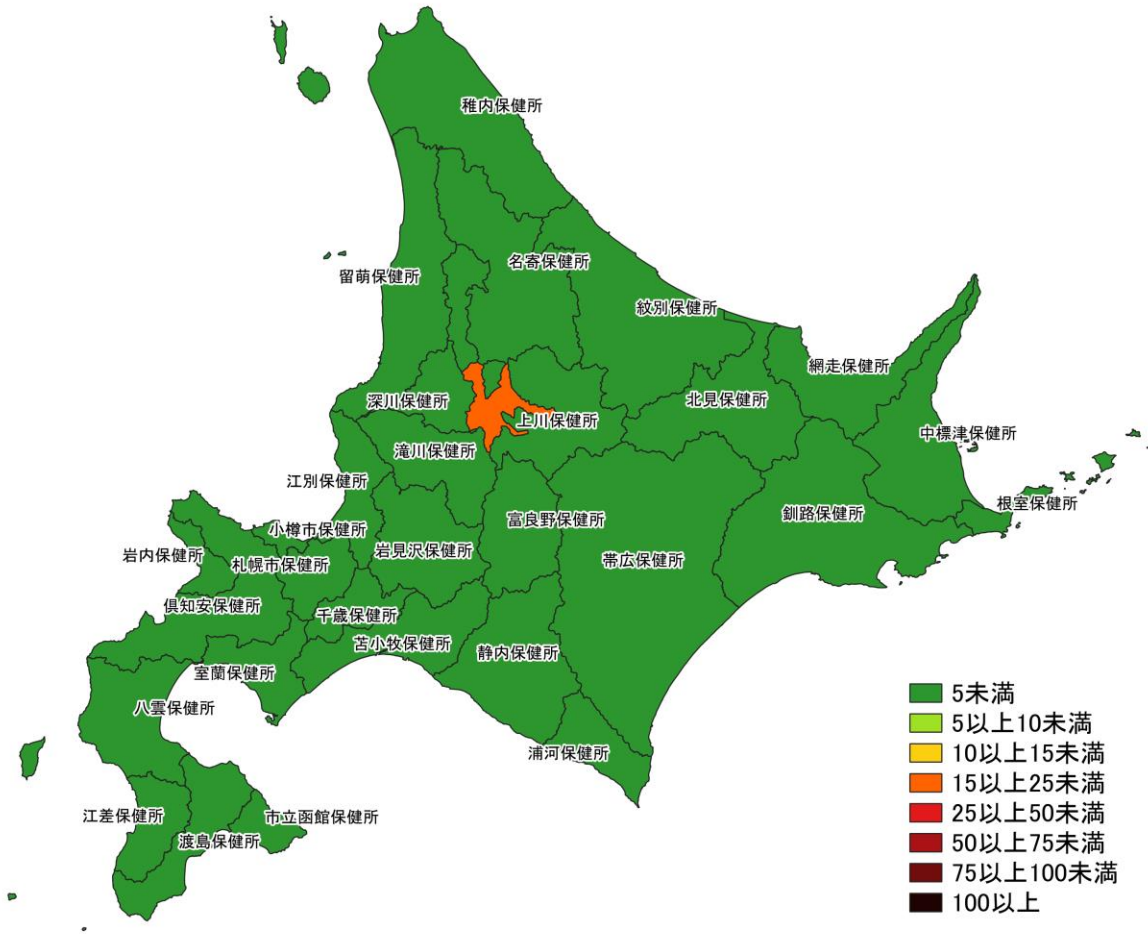 稚内保健所
名寄保健所
留萌保健所
紋別保健所
網走保健所
深川保健所
北見保健所
上川保健所
中標津保健所
滝川保健所
江別保健所
根室保健所
釧路保健所
富良野保健所
小樽市保健所
岩見沢保健所
岩内保健所
札幌市保健所
帯広保健所
倶知安保健所
千歳保健所
苫小牧保健所
静内保健所
室蘭保健所
八雲保健所
浦河保健所
江差保健所
市立函館保健所
渡島保健所
5未満
5以上10未満
10以上15未満
15以上25未満
25以上50未満
50以上75未満
75以上100未満
100以上